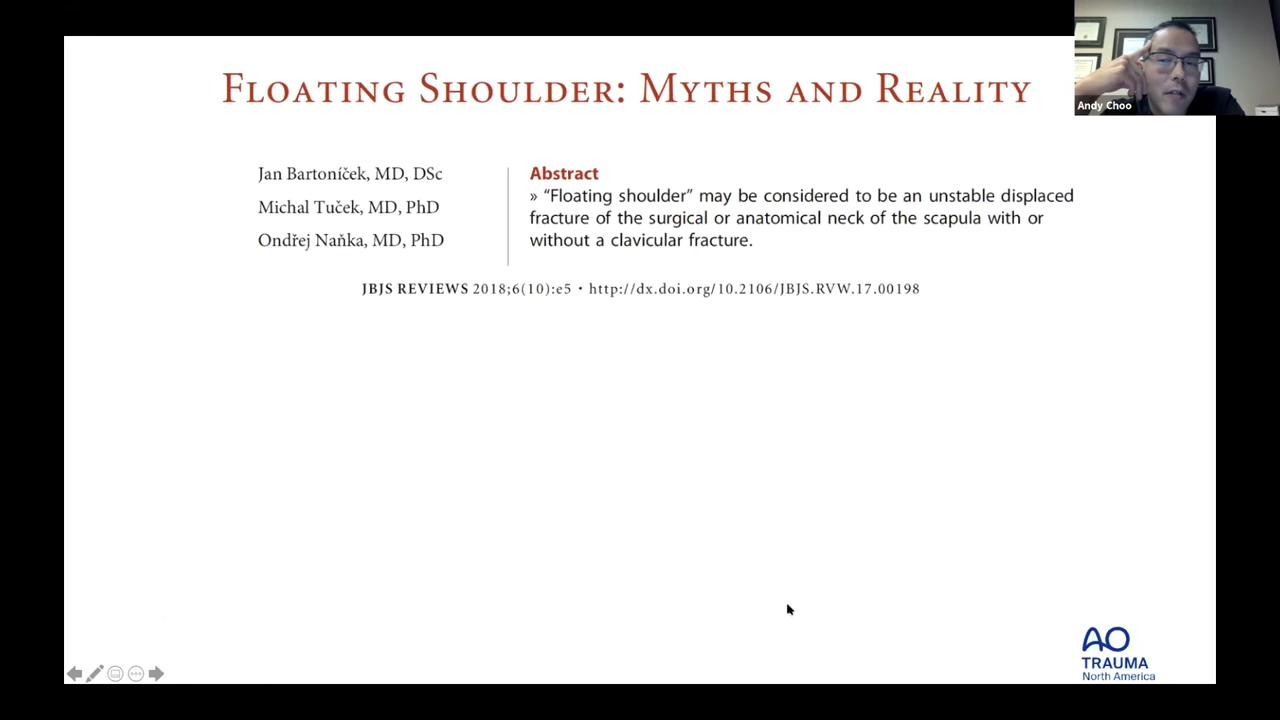 Floating Shoulder: Myths and Reality
Andy Choo
Jan Bartoníček, MD, DSc
Michal Tuček, MD, PhD
Ondřej Naňka, MD, PhD
Abstract
» “Floating shoulder” may be considered to be an unstable displaced
fracture of the surgical or anatomical neck of the scapula with or
without a clavicular fracture.
JBJS REVIEWS 2018;6(10):e5 • http://dx.doi.org/10.2106/JBJS.RVW.17.00198
AO
TRAUMA
North America